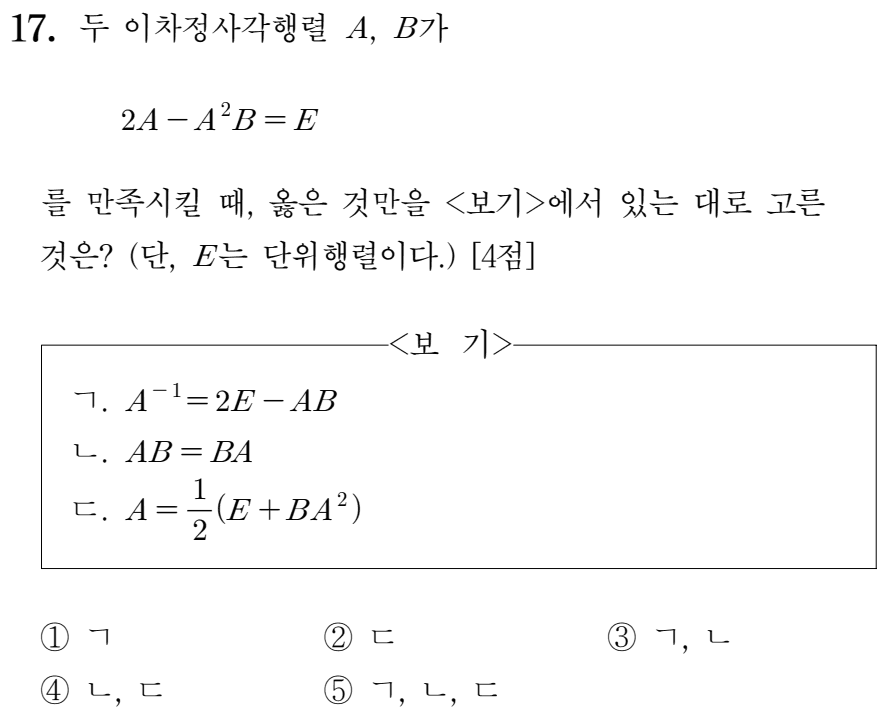 17. 두 이차정사각행렬 A, B가
2A − A²B = E
를 만족시킬 때, 옳은 것만을 <보기>에서 있는 대로 고른
것은? (단, E는 단위행렬이다.) [4점]
<보 기>
ㄱ. A⁻¹ = 2E − AB
ㄴ. AB = BA
ㄷ. A = 1/2(E + BA²)
① ㄱ ② ㄷ ③ ㄱ, ㄴ
④ ㄴ, ㄷ ⑤ ㄱ, ㄴ, ㄷ